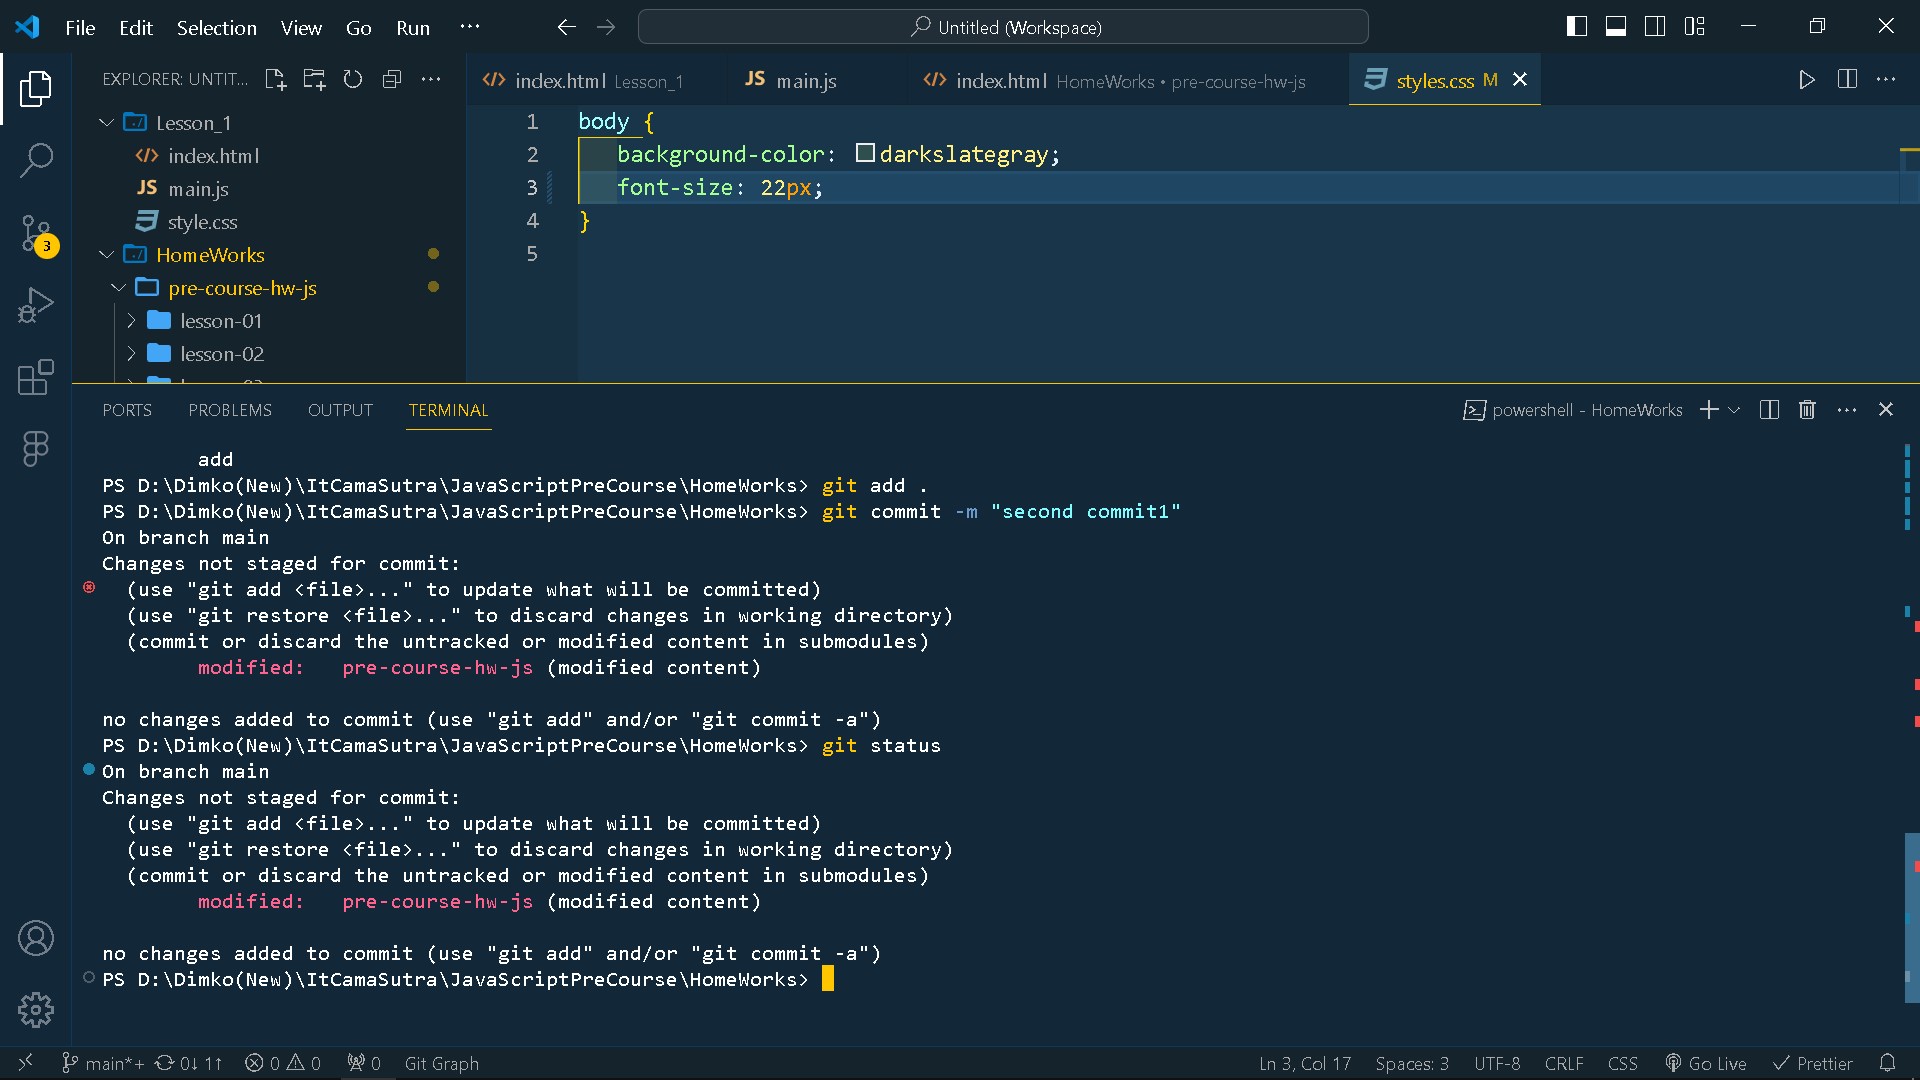 File Edit Selection View Go Run ··· Untitled (Workspace)
EXPLORER: UNTIT...
Lesson_1
index.html
main.js
style.css
HomeWorks
pre-course-hw-js
lesson-01
lesson-02
3
index.html Lesson_1 JS main.js index.html HomeWorks • pre-course-hw-js styles.css M
1 body {
2 background-color: darkslategray;
3 font-size: 22px;
4 }
5
PORTS PROBLEMS OUTPUT TERMINAL powershell - HomeWorks
add
PS D:\Dimko(New)\ItCamaSutra\JavaScriptPreCourse\HomeWorks> git add .
PS D:\Dimko(New)\ItCamaSutra\JavaScriptPreCourse\HomeWorks> git commit -m "second commit1"
On branch main
Changes not staged for commit:
(use "git add <file>..." to update what will be committed)
(use "git restore <file>..." to discard changes in working directory)
(commit or discard the untracked or modified content in submodules)
modified: pre-course-hw-js (modified content)
no changes added to commit (use "git add" and/or "git commit -a")
PS D:\Dimko(New)\ItCamaSutra\JavaScriptPreCourse\HomeWorks> git status
On branch main
Changes not staged for commit:
(use "git add <file>..." to update what will be committed)
(use "git restore <file>..." to discard changes in working directory)
(commit or discard the untracked or modified content in submodules)
modified: pre-course-hw-js (modified content)
no changes added to commit (use "git add" and/or "git commit -a")
PS D:\Dimko(New)\ItCamaSutra\JavaScriptPreCourse\HomeWorks>
main*+ 0↓ 1↑ 0 0 0 Git Graph Ln 3, Col 17 Spaces: 3 UTF-8 CRLF CSS Go Live Prettier